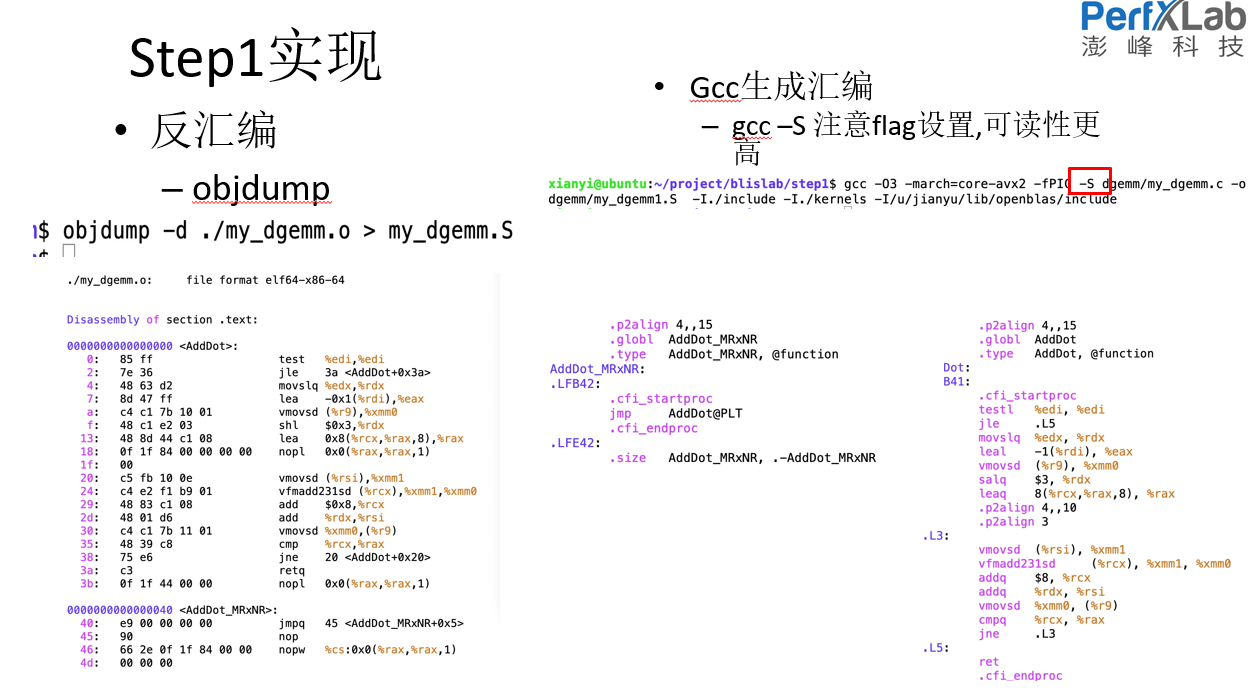 PerfXLab
澎峰科技
Step1实现
• 反汇编
– objdump
$ objdump -d ./my_dgemm.o > my_dgemm.S
./my_dgemm.o:     file format elf64-x86-64
Disassembly of section .text:
0000000000000000 <AddDot>:
0: 85 ff test %edi,%edi
2: 7e 36 jle 3a <AddDot+0x3a>
4: 48 63 d2 movslq %edx,%rdx
7: 8d 47 ff lea -0x1(%rdi),%eax
a: c4 c1 7b 10 01 vmovsd (%r9),%xmm0
f: 48 c1 e2 03 shl $0x3,%rdx
13: 48 8d 44 c1 08 lea 0x8(%rcx,%rax,8),%rax
18: 0f 1f 84 00 00 00 00 nopl 0x0(%rax,%rax,1)
1f: 00
20: c5 fb 10 0e vmovsd (%rsi),%xmm1
24: c4 e2 f1 b9 01 vfmadd231sd (%rcx),%xmm1,%xmm0
29: 48 83 c1 08 add $0x8,%rcx
2d: 48 01 d6 add %rdx,%rsi
30: c4 c1 7b 11 01 vmovsd %xmm0,(%r9)
35: 48 39 c8 cmp %rcx,%rax
38: 75 e6 jne 20 <AddDot+0x20>
3a: c3 retq
3b: 0f 1f 44 00 00 nopl 0x0(%rax,%rax,1)
0000000000000040 <AddDot_MRxNR>:
40: e9 00 00 00 00 jmpq 45 <AddDot_MRxNR+0x5>
45: 90 nop
46: 66 2e 0f 1f 84 00 00 nopw %cs:0x0(%rax,%rax,1)
4d: 00 00 00
• Gcc生成汇编
– gcc –S 注意flag设置,可读性更
高
xianyi@ubuntu:~/project/blislab/step1$ gcc -O3 -march=core-avx2 -fPIC -S dgemm/my_dgemm.c -o
dgemm/my_dgemm1.S  -I./include -I./kernels -I/u/jianyu/lib/openblas/include
.p2align 4,,15
.globl AddDot_MRxNR
.type AddDot_MRxNR, @function
AddDot_MRxNR:
.LFB42:
.cfi_startproc
jmp AddDot@PLT
.cfi_endproc
.LFE42:
.size AddDot_MRxNR, .-AddDot_MRxNR
.p2align 4,,15
.globl AddDot
.type AddDot, @function
Dot:
B41:
.cfi_startproc
testl %edi, %edi
jle .L5
movslq %edx, %rdx
leal -1(%rdi), %eax
vmovsd (%r9), %xmm0
salq $3, %rdx
leaq 8(%rcx,%rax,8), %rax
.p2align 4,,10
.p2align 3
.L3:
vmovsd (%rsi), %xmm1
vfmadd231sd (%rcx), %xmm1, %xmm0
addq $8, %rcx
addq %rdx, %rsi
vmovsd %xmm0, (%r9)
cmpq %rcx, %rax
jne .L3
.L5:
ret
.cfi_endproc